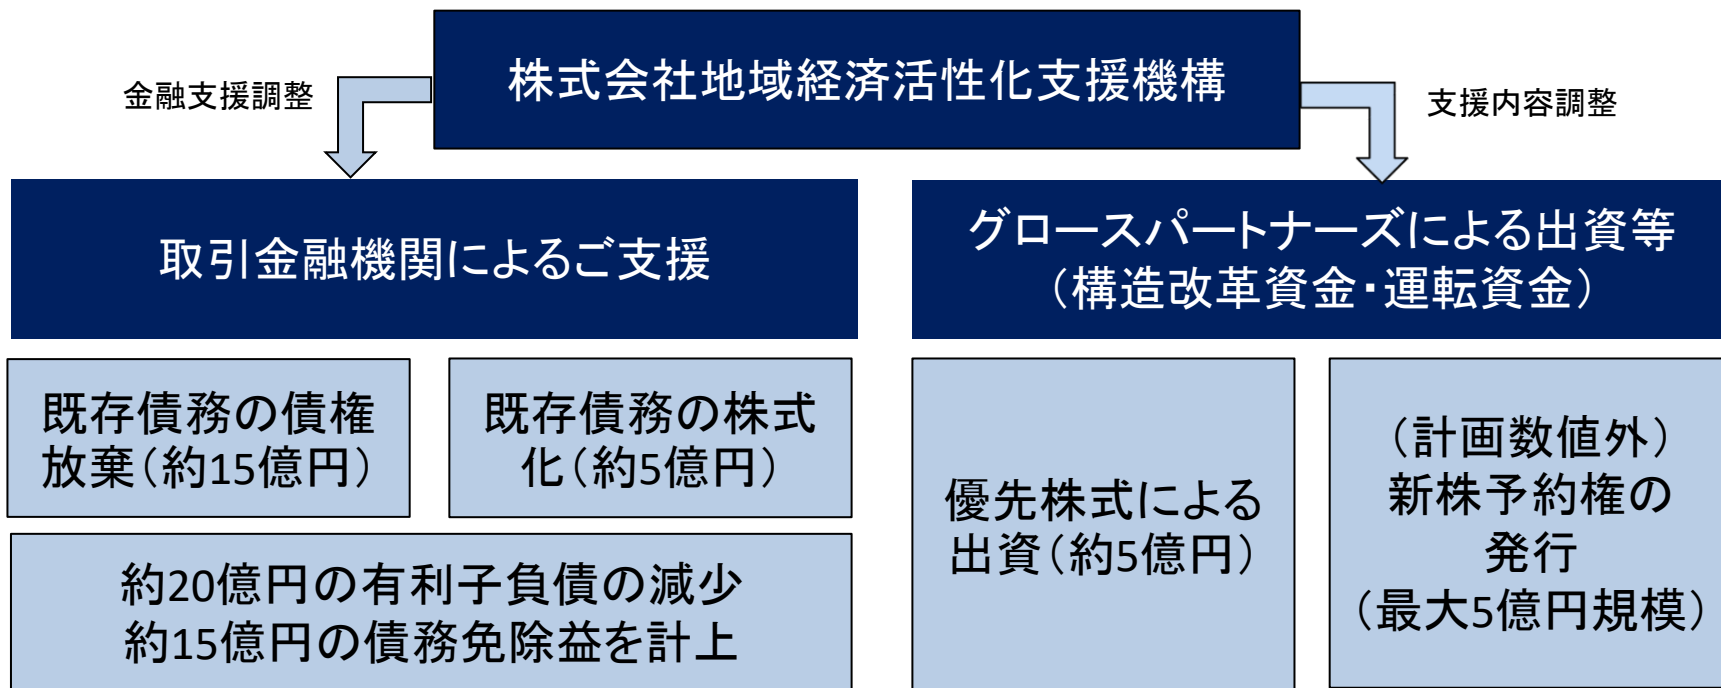 株式会社地域経済活性化支援機構
金融支援調整
支援内容調整
取引金融機関によるご支援
グロースパートナーズによる出資等
（構造改革資金・運転資金）
既存債務の債権
放棄（約15億円）
既存債務の株式
化（約5億円）
約20億円の有利子負債の減少
約15億円の債務免除益を計上
優先株式による
出資（約5億円）
（計画数値外）
新株予約権の
発行
（最大5億円規模）